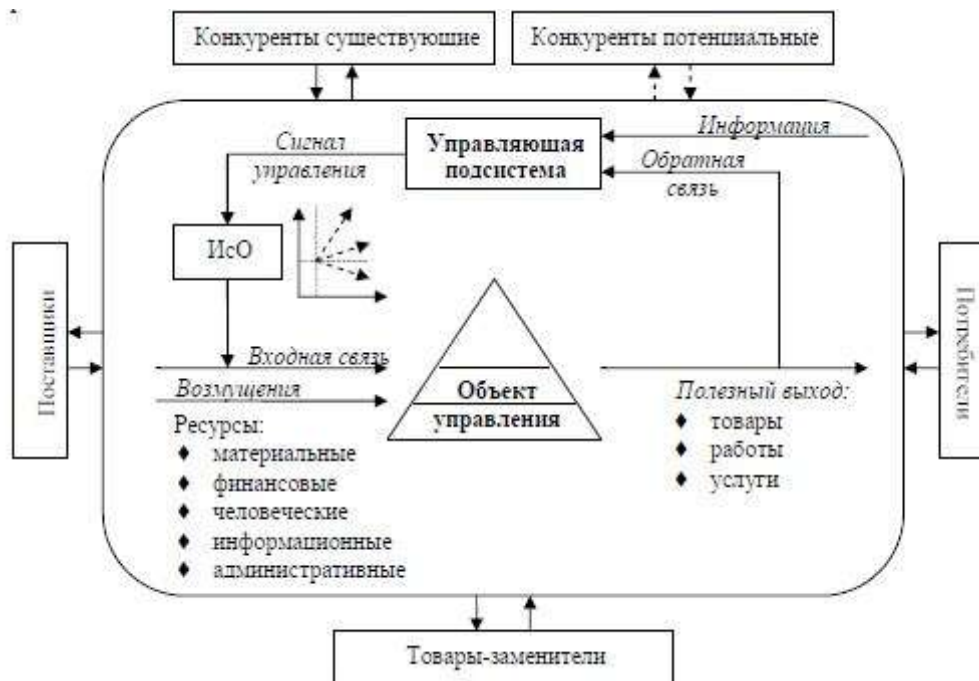 Конкуренты существующие
Конкуренты потенциальные
Информация
Сигнал
управления
Управляющая
подсистема
Обратная
связь
ИсО
Поставщики
Потребители
Входная связь
Возмущения
Объект
управления
Полезный выход:
♦ товары
♦ работы
♦ услуги
Ресурсы:
♦ материальные
♦ финансовые
♦ человеческие
♦ информационные
♦ административные
Товары-заменители